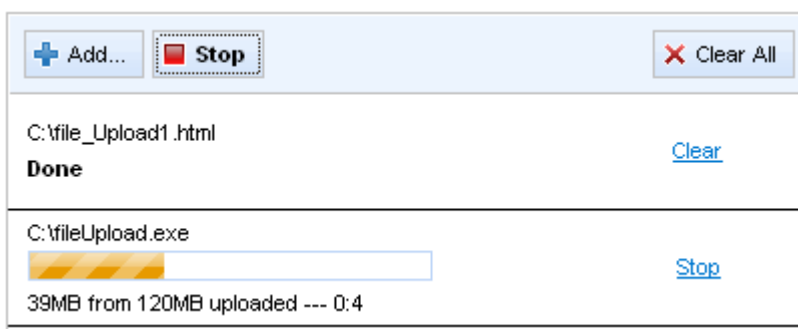 Add... Stop Clear All
C:\file_Upload1.html
Done
Clear
C:\fileUpload.exe
Stop
39MB from 120MB uploaded --- 0:4